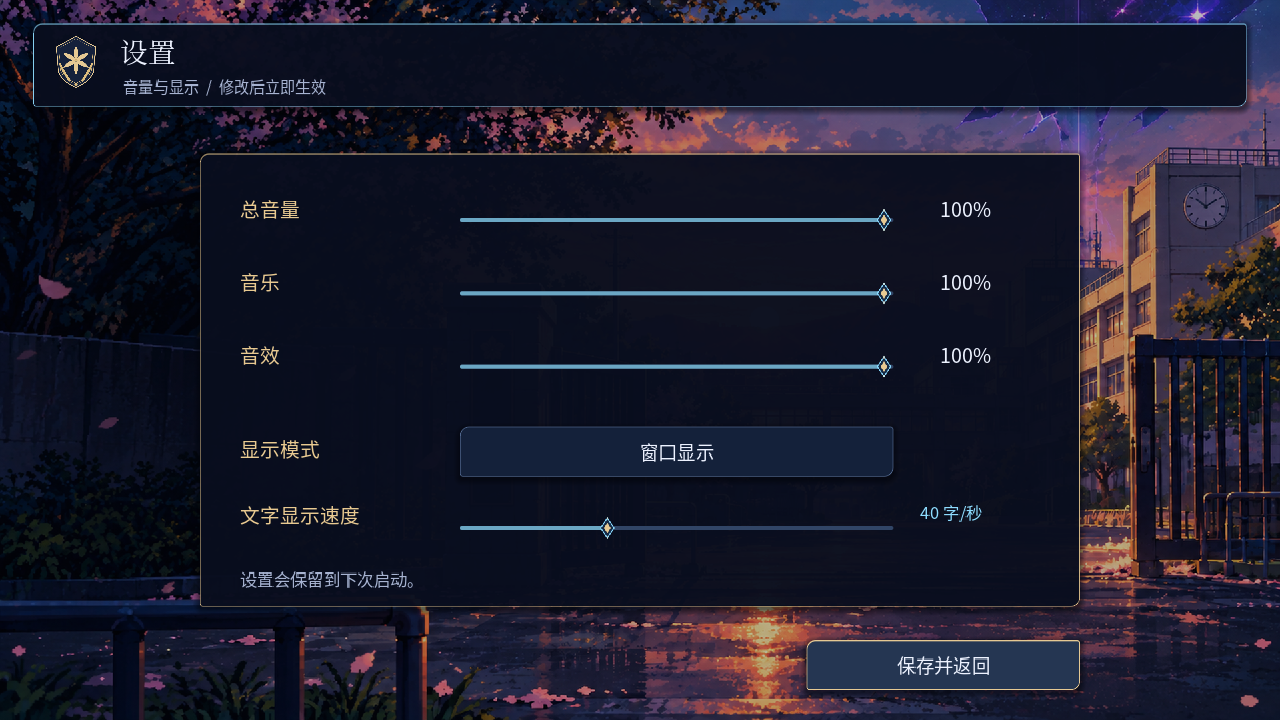 设置
音量与显示 / 修改后立即生效
总音量 100%
音乐 100%
音效 100%
显示模式 窗口显示
文字显示速度 40 字/秒
设置会保留到下次启动。
保存并返回